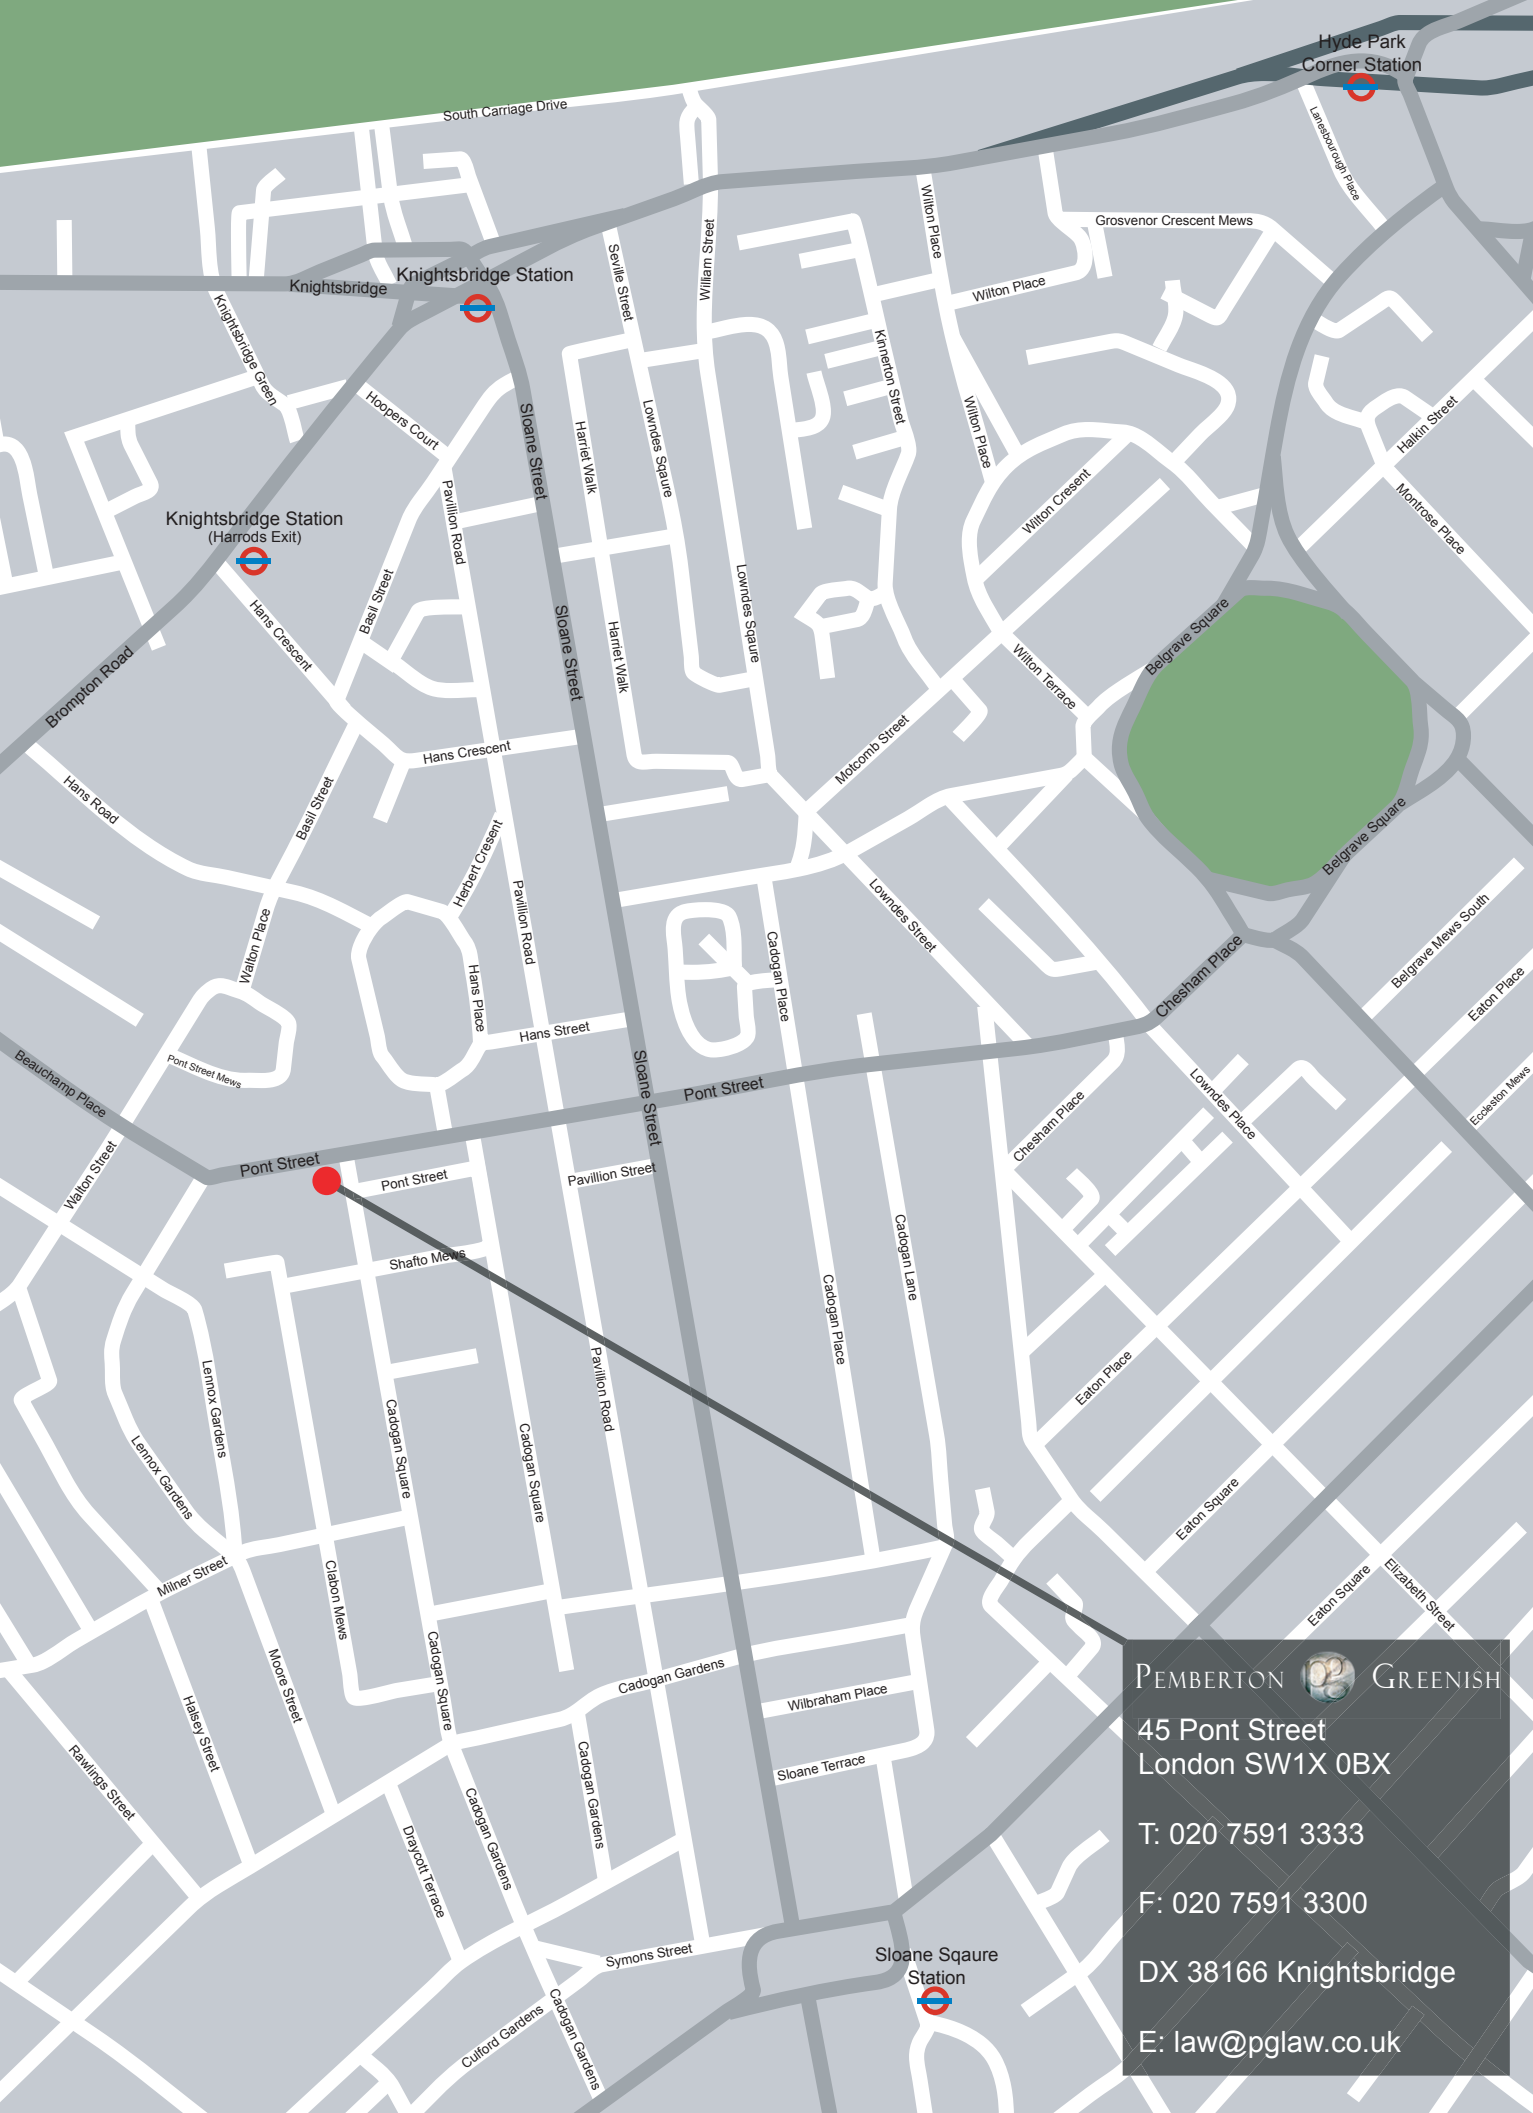 Hyde Park
Corner Station
South Carriage Drive
Lanesbourough Place
Grosvenor Crescent Mews
Wilton Place
William Street
Seville Street
Knightsbridge Station
Knightsbridge
Wilton Place
Knightsbridge Green
Kinnerton Street
Hoopers Court
Sloane Street
Harriet Walk
Lowndes Sqaure
Wilton Place
Halkin Street
Pavillion Road
Wilton Cresent
Montrose Place
Knightsbridge Station
(Harrods Exit)
Basil Street
Hans Crescent
Lowndes Sqaure
Sloane Street
Harriet Walk
Belgrave Square
Wilton Terrace
Brompton Road
Motcomb Street
Hans Crescent
Hans Road
Basil Street
Belgrave Square
Herbert Cresent
Pavillion Road
Lowndes Street
Walton Place
Belgrave Mews South
Cadogan Place
Chesham Place
Eaton Place
Hans Place
Hans Street
Pont Street Mews
Beauchamp Place
Sloane Street
Pont Street
Lowndes Place
Eccleston Mews
Chesham Place
Walton Street
Pont Street
Pont Street
Pavillion Street
Shafto Mews
Cadogan Lane
Cadogan Place
Lennox Gardens
Pavillion Road
Eaton Place
Cadogan Square
Cadogan Square
Lennox Gardens
Eaton Square
Milner Street
Clabon Mews
Eaton Square
Elizabeth Street
Moore Street
Cadogan Square
Cadogan Gardens
Wilbraham Place
Halsey Street
Rawlings Street
Cadogan Gardens
Sloane Terrace
Cadogan Gardens
Draycott Terrace
Symons Street
Sloane Sqaure
Station
Culford Gardens
Cadogan Gardens
PEMBERTON GREENISH
45 Pont Street
London SW1X 0BX
T: 020 7591 3333
F: 020 7591 3300
DX 38166 Knightsbridge
E: law@pglaw.co.uk